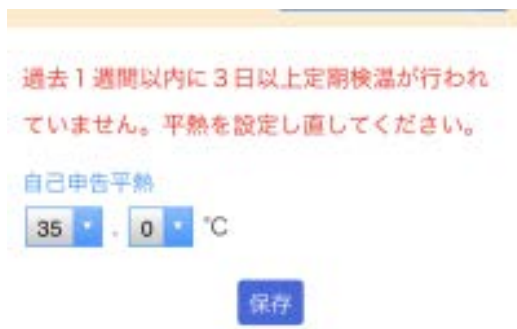 過去1週間以内に3日以上定期検温が行われ
ていません。平熱を設定し直してください。
自己申告平熱
35 . 0 ℃
保存